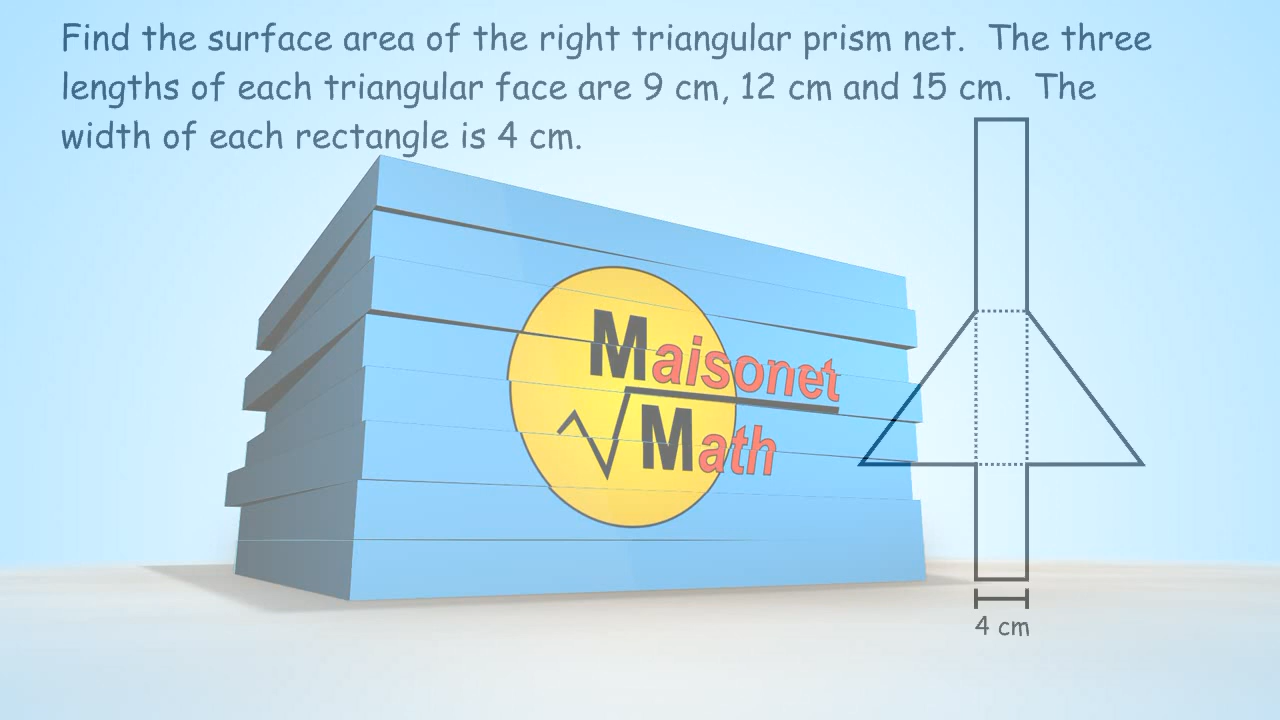 Find the surface area of the right triangular prism net. The three
lengths of each triangular face are 9 cm, 12 cm and 15 cm. The
width of each rectangle is 4 cm.
Maisonet
√Math
4 cm